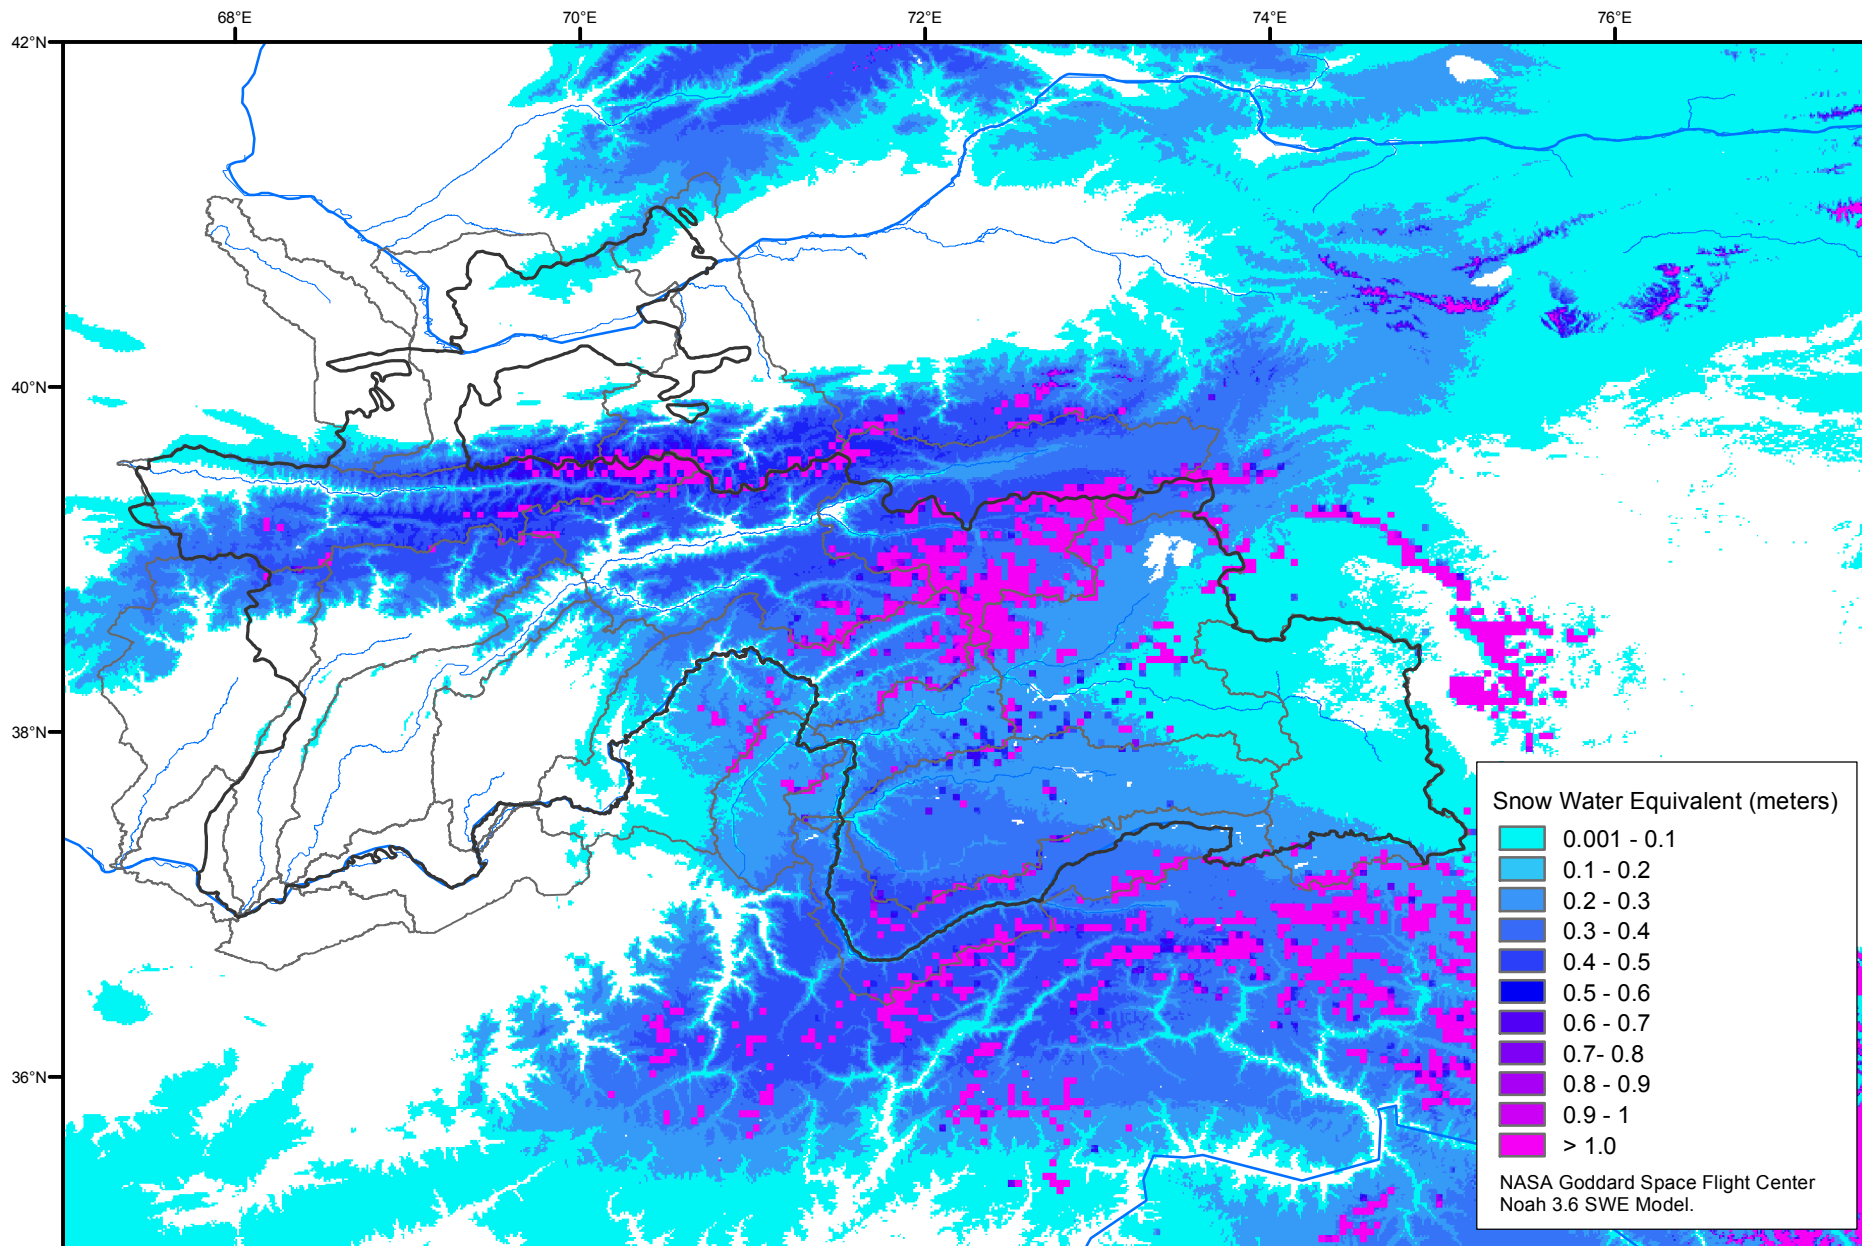 68°E
70°E
72°E
74°E
76°E
42°N
40°N
38°N
36°N
Snow Water Equivalent (meters)
0.001 - 0.1
0.1 - 0.2
0.2 - 0.3
0.3 - 0.4
0.4 - 0.5
0.5 - 0.6
0.6 - 0.7
0.7- 0.8
0.8 - 0.9
0.9 - 1
> 1.0
NASA Goddard Space Flight Center
Noah 3.6 SWE Model.